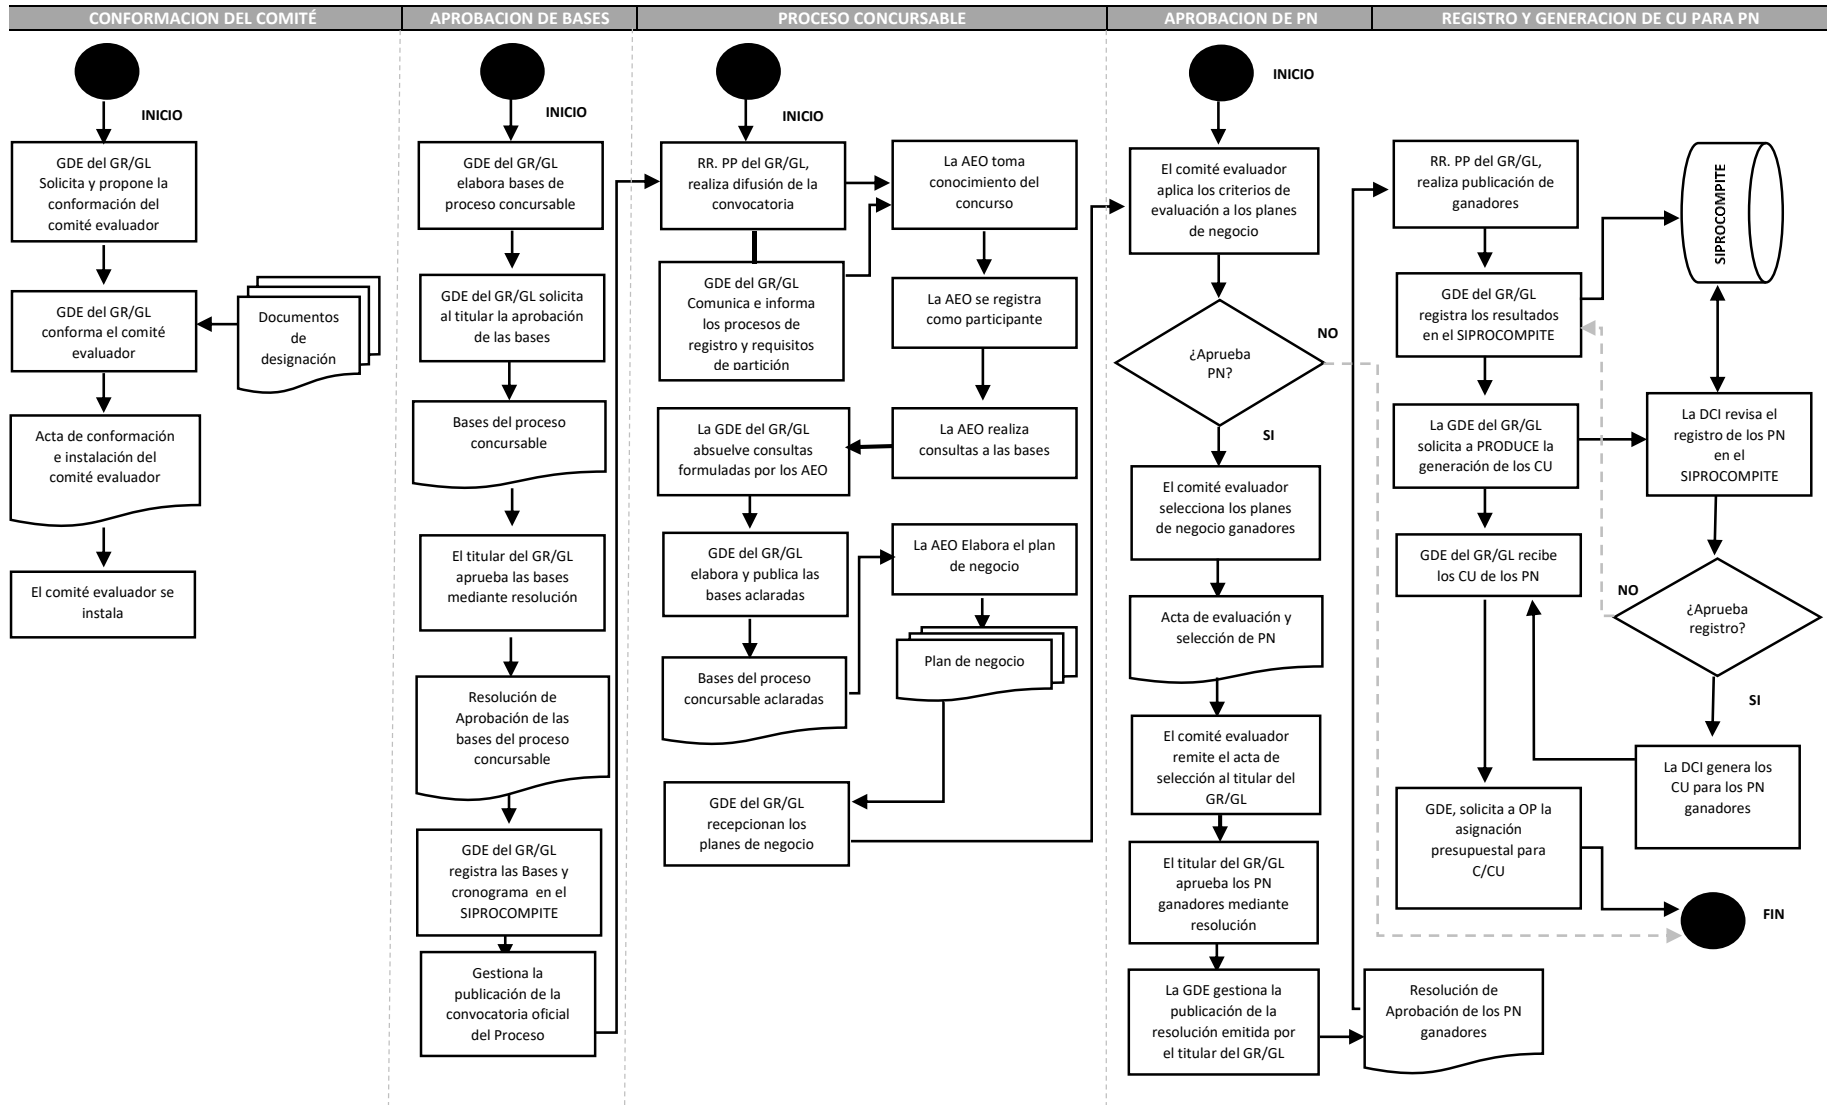 CONFORMACION DEL COMITÉ
APROBACION DE BASES
PROCESO CONCURSABLE
APROBACION DE PN
REGISTRO Y GENERACION DE CU PARA PN
INICIO
GDE del GR/GL
Solicita y propone la
conformación del
comité evaluador
GDE del GR/GL
conforma el comité
evaluador
Documentos
de
designación
Acta de conformación
e instalación del
comité evaluador
El comité evaluador se
instala
INICIO
GDE del GR/GL
elabora bases de
proceso concursable
GDE del GR/GL solicita
al titular la aprobación
de las bases
Bases del proceso
concursable
El titular del GR/GL
aprueba las bases
mediante resolución
Resolución de
Aprobación de las
bases del proceso
concursable
GDE del GR/GL
registra las Bases y
cronograma en el
SIPROCOMPITE
Gestiona la
publicación de la
convocatoria oficial
del Proceso
INICIO
RR. PP del GR/GL,
realiza difusión de la
convocatoria
La AEO toma
conocimiento del
concurso
GDE del GR/GL
Comunica e informa
los procesos de
registro y requisitos
de partición
La AEO se registra
como participante
La AEO realiza
consultas a las bases
La GDE del GR/GL
absuelve consultas
formuladas por los AEO
GDE del GR/GL
elabora y publica las
bases aclaradas
Bases del proceso
concursable aclaradas
La AEO Elabora el plan
de negocio
Plan de negocio
GDE del GR/GL
recepcionan los
planes de negocio
INICIO
El comité evaluador
aplica los criterios de
evaluación a los planes
de negocio
¿Aprueba
PN?
NO
SI
El comité evaluador
selecciona los planes
de negocio ganadores
Acta de evaluación y
selección de PN
El comité evaluador
remite el acta de
selección al titular del
GR/GL
El titular del GR/GL
aprueba los PN
ganadores mediante
resolución
La GDE gestiona la
publicación de la
resolución emitida por
el titular del GR/GL
Resolución de
Aprobación de los PN
ganadores
RR. PP del GR/GL,
realiza publicación de
ganadores
GDE del GR/GL
registra los resultados
en el SIPROCOMPITE
La GDE del GR/GL
solicita a PRODUCE la
generación de los CU
GDE del GR/GL recibe
los CU de los PN
GDE, solicita a OP la
asignación
presupuestal para
C/CU
SIPROCOMPITE
La DCI revisa el
registro de los PN
en el
SIPROCOMPITE
NO
¿Aprueba
registro?
SI
La DCI genera los
CU para los PN
ganadores
FIN